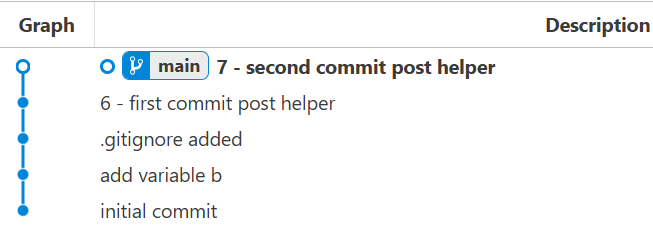 Graph Description
main 7 - second commit post helper
6 - first commit post helper
.gitignore added
add variable b
initial commit